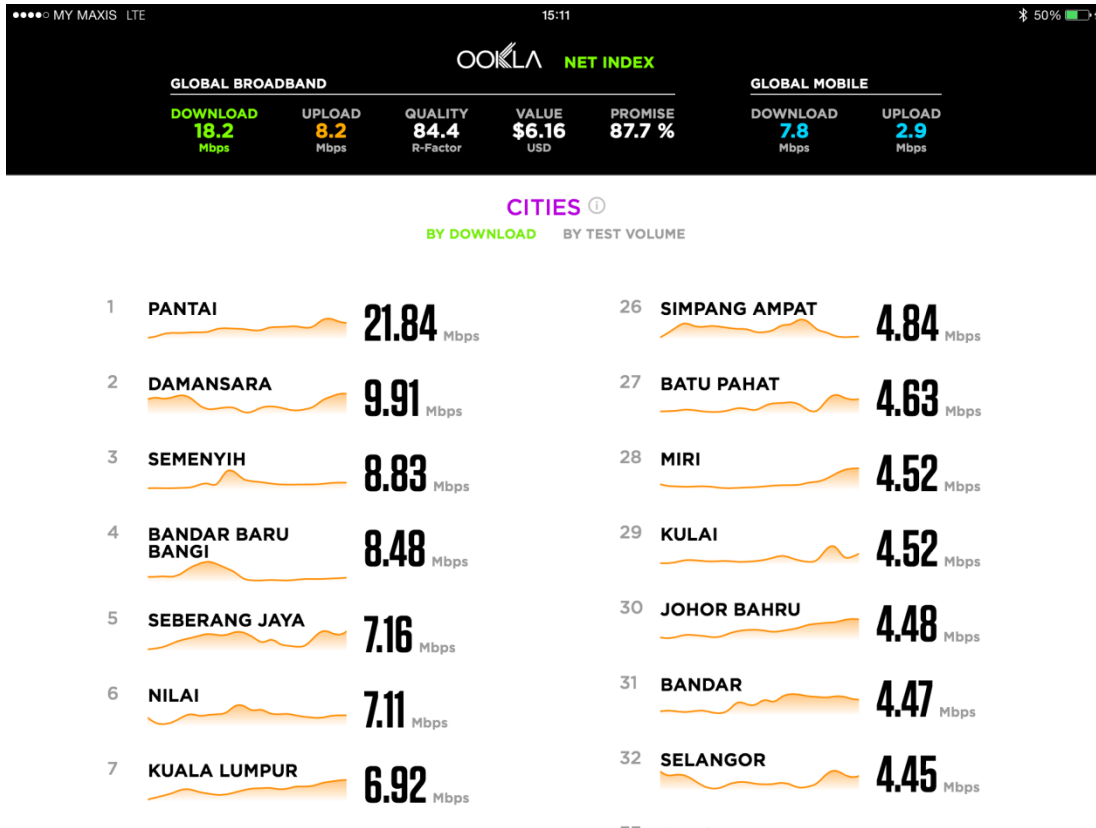 MY MAXIS LTE 15:11 50%
OOKLA NET INDEX
GLOBAL BROADBAND
DOWNLOAD
18.2
Mbps
UPLOAD
8.2
Mbps
QUALITY
84.4
R-Factor
VALUE
$6.16
USD
PROMISE
87.7 %
GLOBAL MOBILE
DOWNLOAD
7.8
Mbps
UPLOAD
2.9
Mbps
CITIES
BY DOWNLOAD BY TEST VOLUME
1 PANTAI 21.84 Mbps
2 DAMANSARA 9.91 Mbps
3 SEMENYIH 8.83 Mbps
4 BANDAR BARU
BANGI 8.48 Mbps
5 SEBERANG JAYA 7.16 Mbps
6 NILAI 7.11 Mbps
7 KUALA LUMPUR 6.92 Mbps
26 SIMPANG AMPAT 4.84 Mbps
27 BATU PAHAT 4.63 Mbps
28 MIRI 4.52 Mbps
29 KULAI 4.52 Mbps
30 JOHOR BAHRU 4.48 Mbps
31 BANDAR 4.47 Mbps
32 SELANGOR 4.45 Mbps